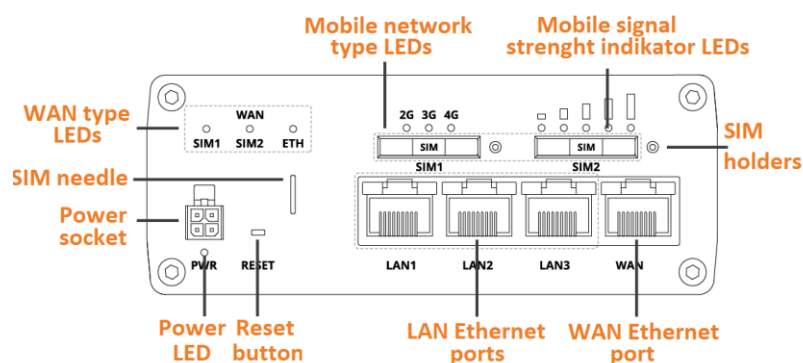 Mobile network
type LEDs
Mobile signal
strenght indikator LEDs
WAN type
LEDs
WAN
SIM1 SIM2 ETH
2G 3G 4G
SIM
SIM
SIM1
SIM2
SIM
holders
SIM needle
Power
socket
PWR RESET
LAN1 LAN2 LAN3 WAN
Power
LED
Reset
button
LAN Ethernet
ports
WAN Ethernet
port